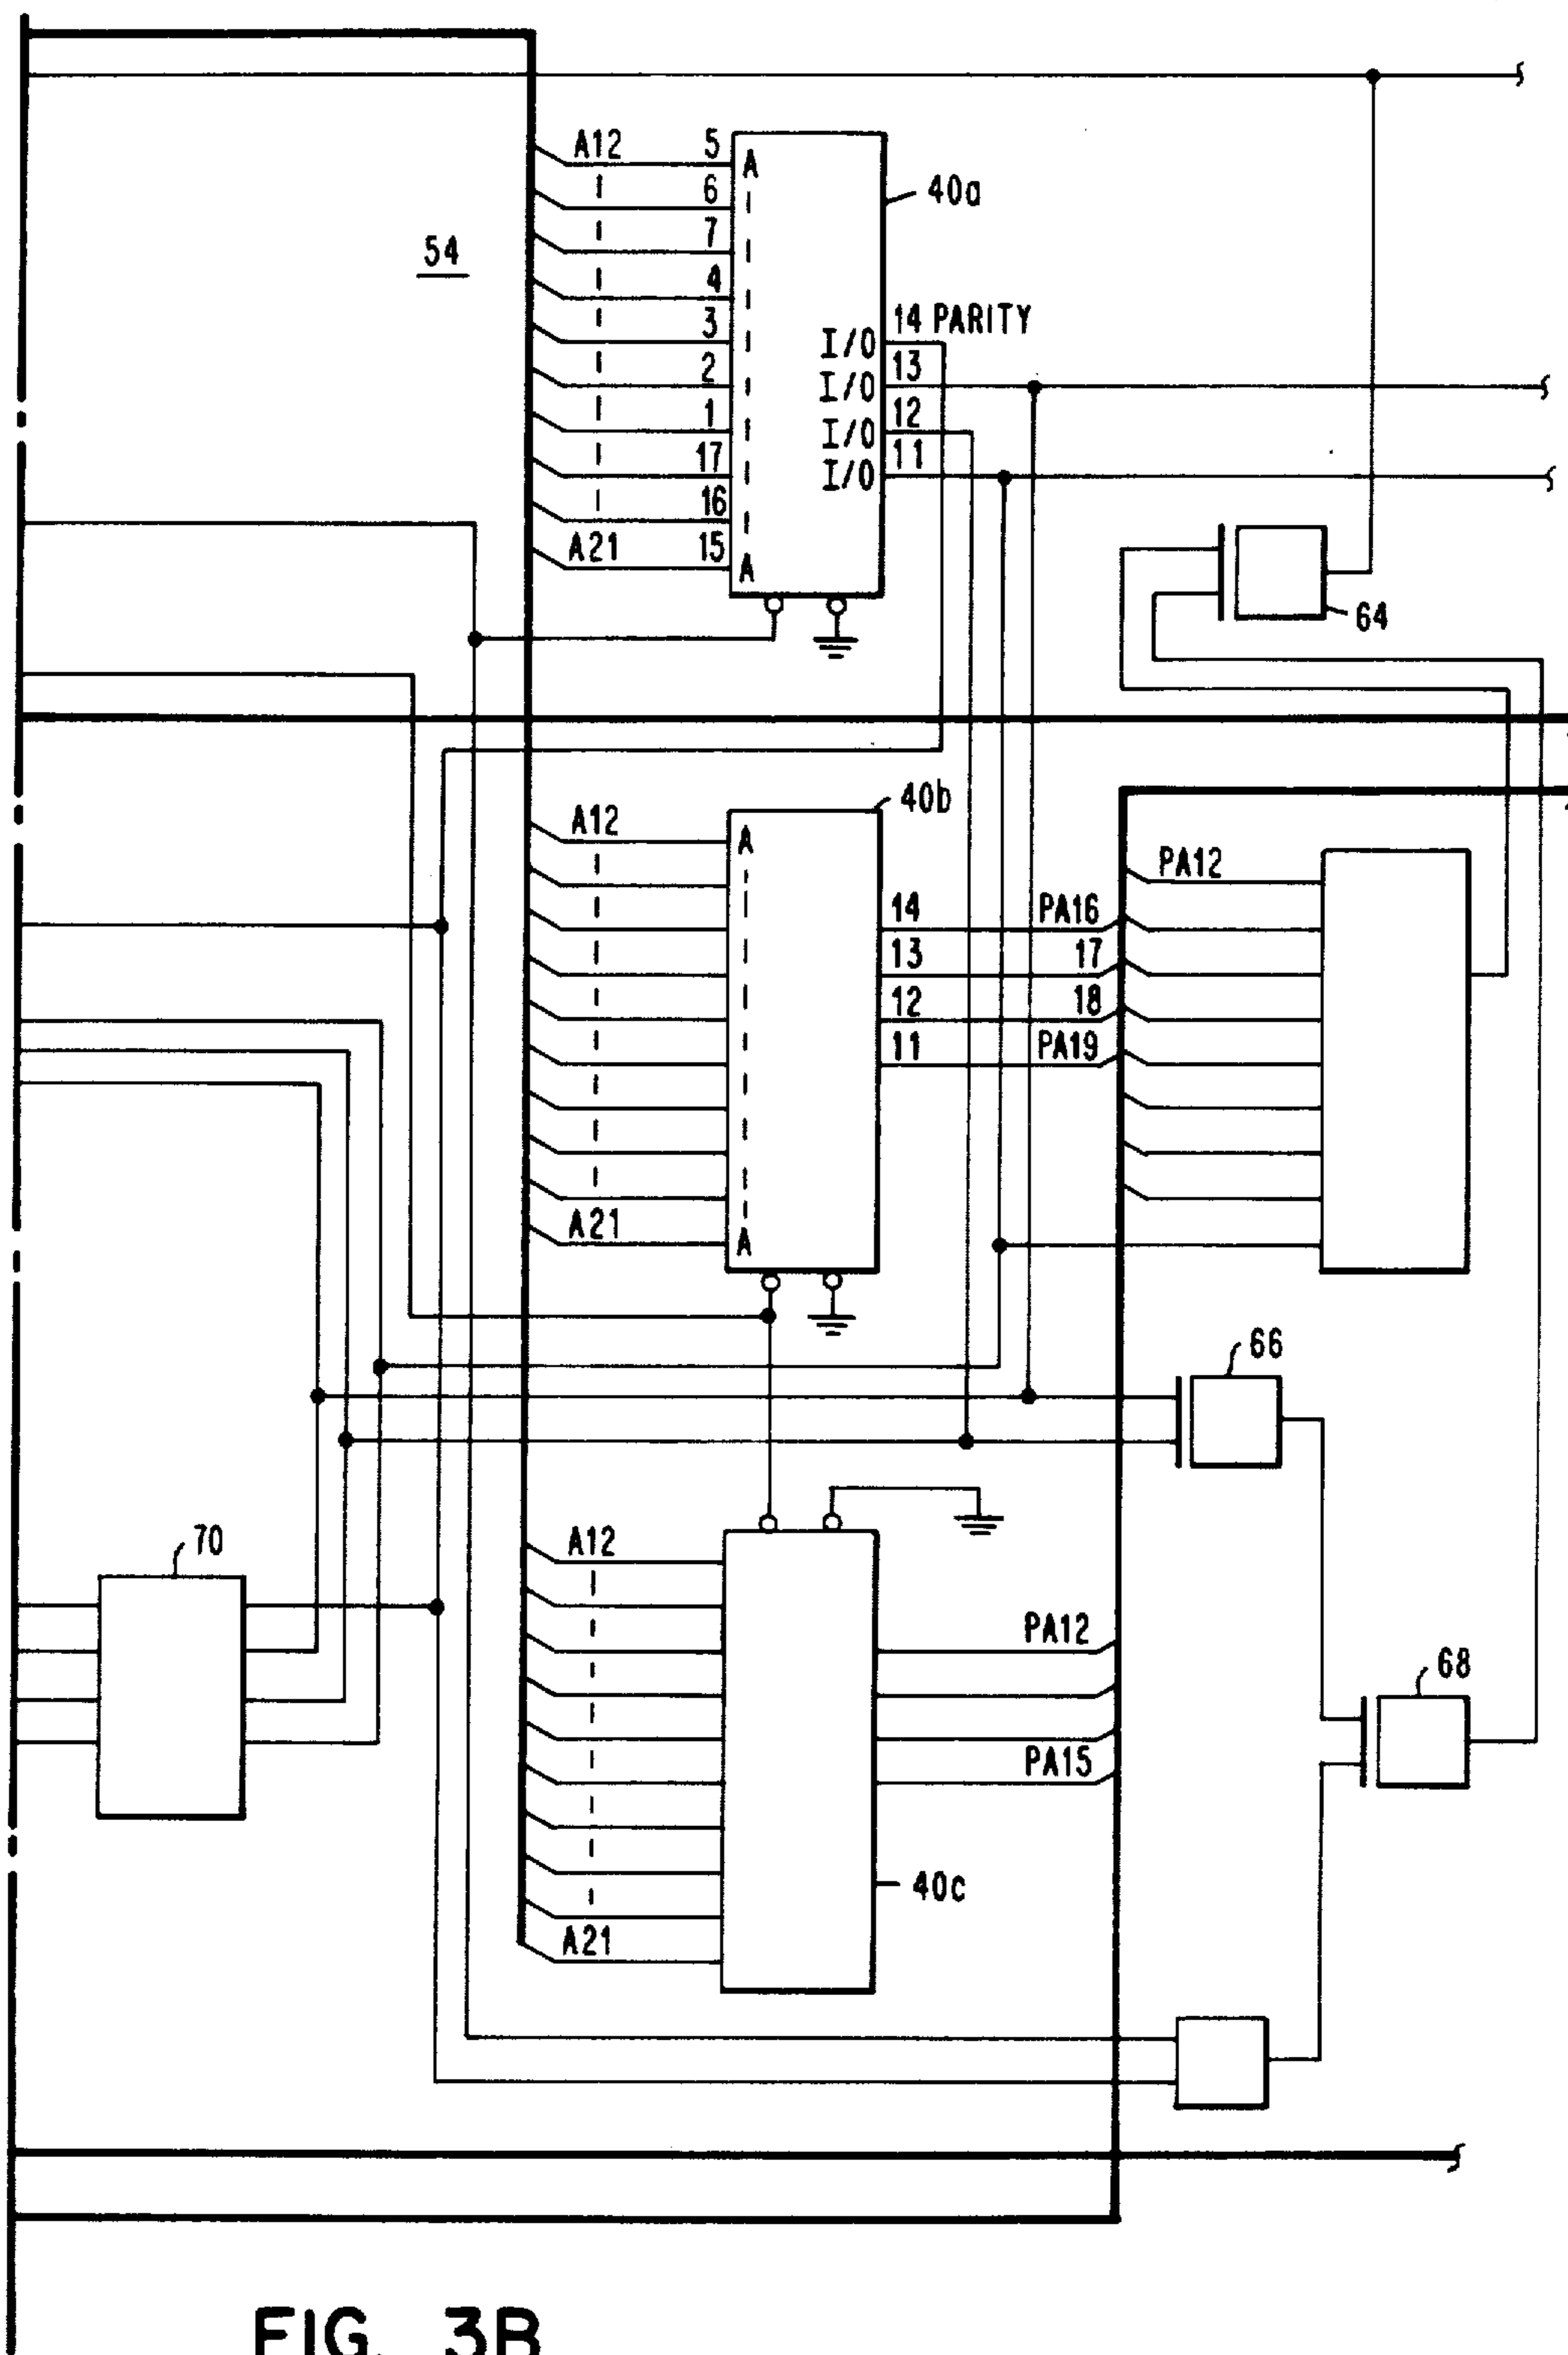 A12 5 A
6
7
4
3
2
1
17
16
A21 15 A
40a
54
I/O 14 PARITY
I/O 13
I/O 12
I/O 11
64
40b
A12 A
A21 A
14 PA16
13 17
12 18
11 PA19
PA12
66
70
A12
A21
PA12
PA15
40c
68
FIG. 3B